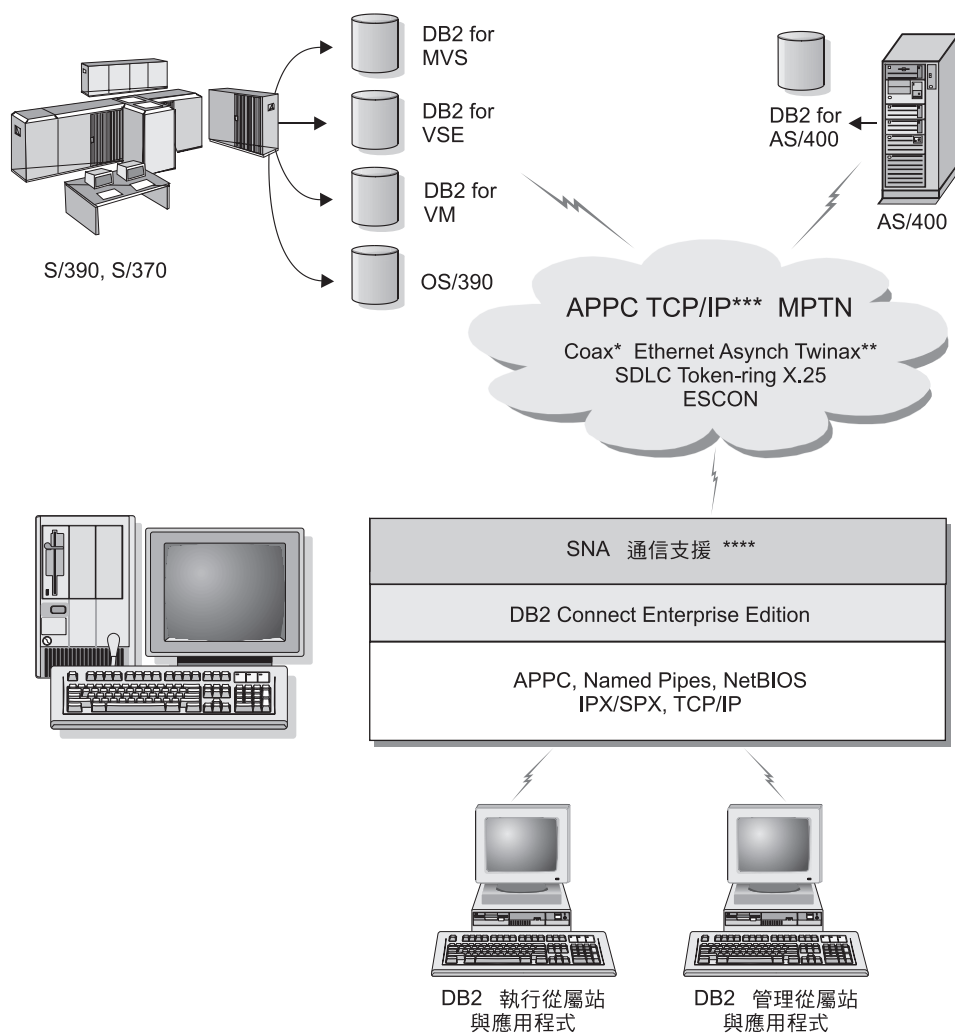 DB2 for
MVS
DB2 for
VSE
DB2 for
VM
OS/390
S/390, S/370
DB2 for
AS/400
AS/400
APPC TCP/IP*** MPTN
Coax* Ethernet Asynch Twinax**
SDLC Token-ring X.25
ESCON
SNA 通信支援 ****
DB2 Connect Enterprise Edition
APPC, Named Pipes, NetBIOS
IPX/SPX, TCP/IP
DB2 執行從屬站
與應用程式
DB2 管理從屬站
與應用程式